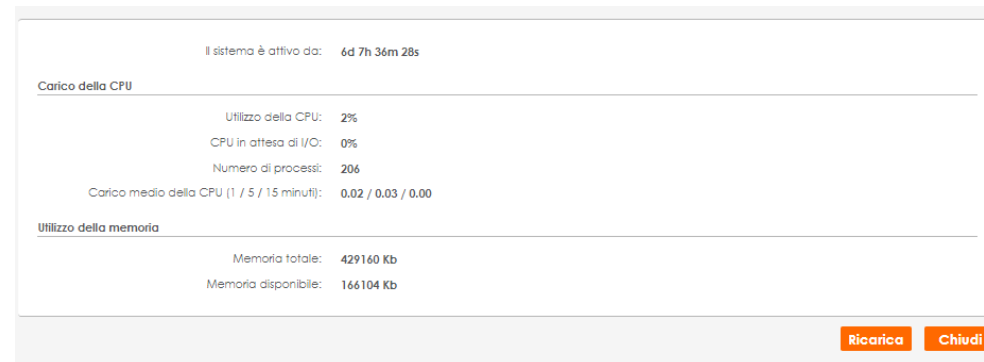 Il sistema è attivo da: 6d 7h 36m 28s
Carico della CPU
Utilizzo della CPU: 2%
CPU in attesa di I/O: 0%
Numero di processi: 206
Carico medio della CPU (1 / 5 / 15 minuti): 0.02 / 0.03 / 0.00
Utilizzo della memoria
Memoria totale: 429160 Kb
Memoria disponibile: 166104 Kb
Ricarica Chiudi